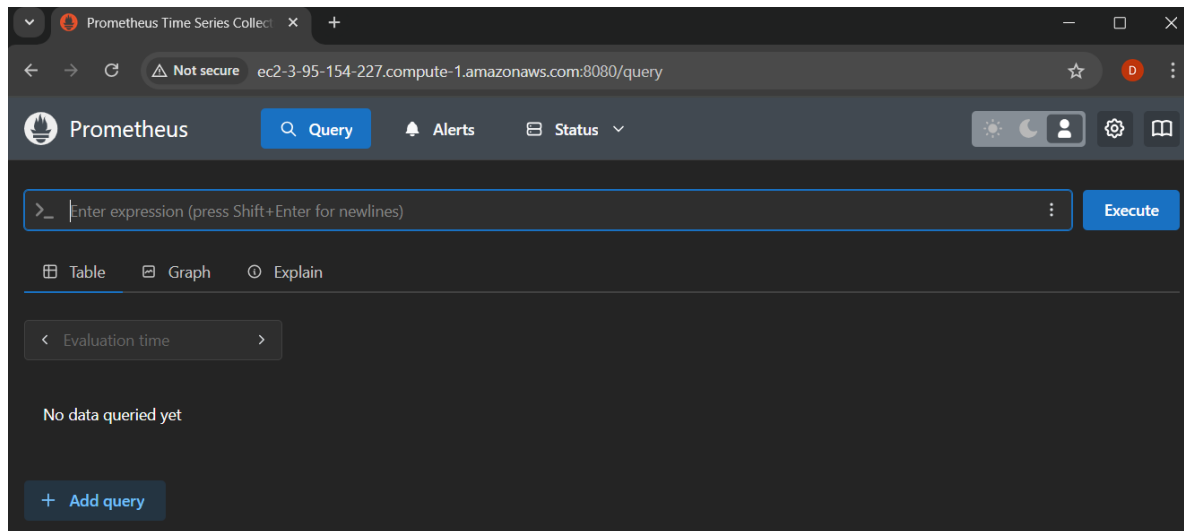 Prometheus Time Series Collect
Not secure ec2-3-95-154-227.compute-1.amazonaws.com:8080/query D
Prometheus Query Alerts Status
>_ Enter expression (press Shift+Enter for newlines) Execute
Table Graph Explain
Evaluation time
No data queried yet
+ Add query